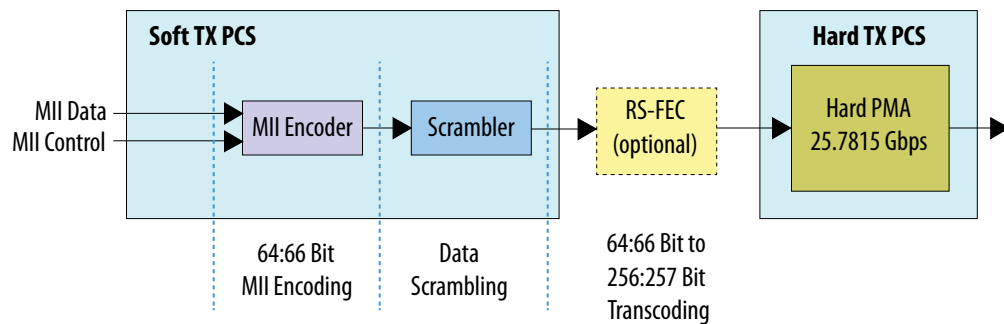 Soft TX PCS
Hard TX PCS
MII Data
MII Control
MII Encoder
Scrambler
RS-FEC
(optional)
Hard PMA
25.7815 Gbps
64:66 Bit
MII Encoding
Data
Scrambling
64:66 Bit to
256:257 Bit
Transcoding